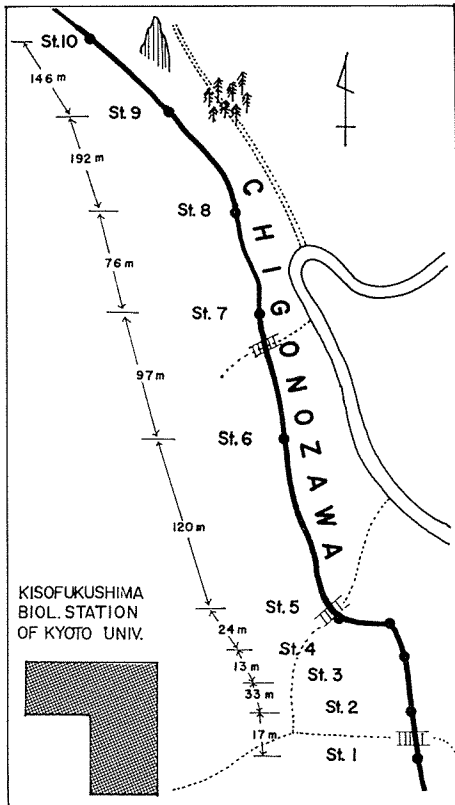 St.10
146 m
St. 9
192 m
St. 8
76 m
St. 7
97 m
St. 6
120 m
CHIGONOZAWA
KISOFUKUSHIMA
BIOL. STATION
OF KYOTO UNIV.
St. 5
24 m
St. 4
13 m
St. 3
33 m
St. 2
17 m
St. 1